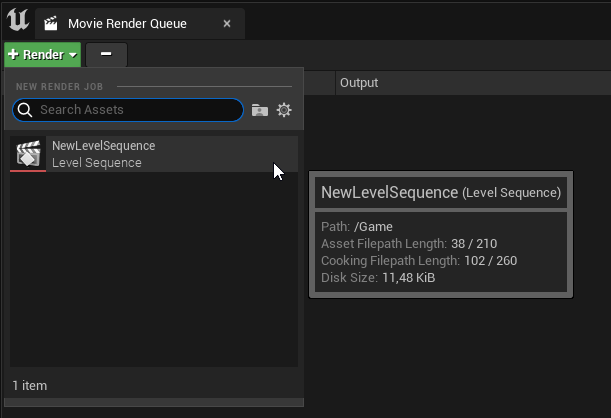 Movie Render Queue
+ Render
Output
NEW RENDER JOB
Search Assets
NewLevelSequence
Level Sequence
NewLevelSequence (Level Sequence)
Path: /Game
Asset Filepath Length: 38 / 210
Cooking Filepath Length: 102 / 260
Disk Size: 11,48 KiB
1 item